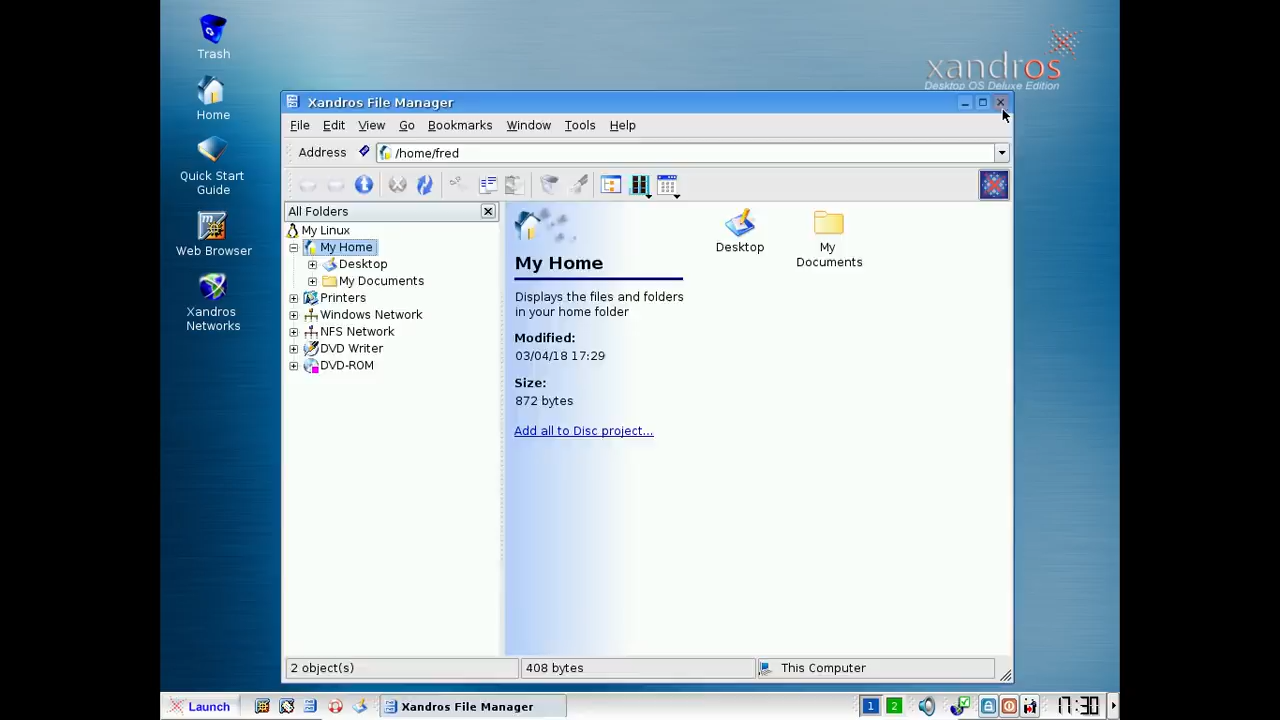 Trash
Home
Quick Start
Guide
Web Browser
Xandros
Networks
xandros
Desktop OS Deluxe Edition
Xandros File Manager
File Edit View Go Bookmarks Window Tools Help
Address /home/fred
All Folders
My Linux
My Home
Desktop
My Documents
Printers
Windows Network
NFS Network
DVD Writer
DVD-ROM
My Home
Displays the files and folders
in your home folder
Modified:
03/04/18 17:29
Size:
872 bytes
Add all to Disc project...
Desktop
My
Documents
2 object(s) 408 bytes This Computer
Launch Xandros File Manager 1 2 17:30